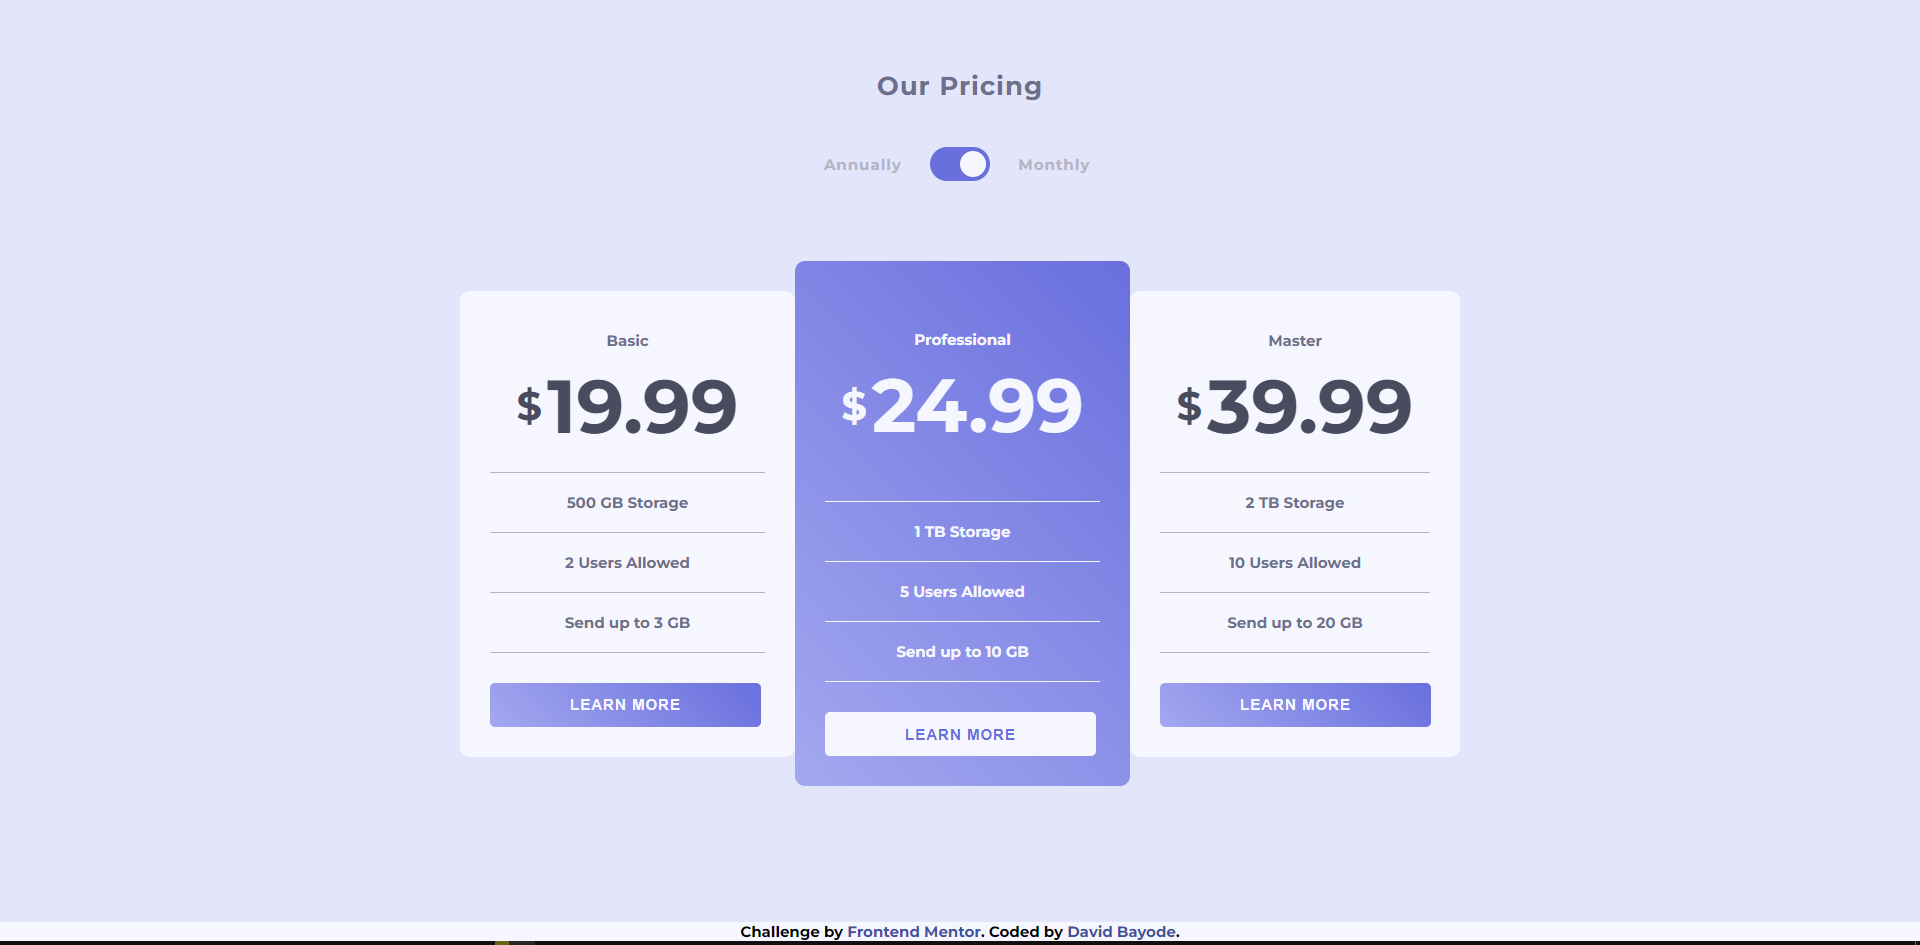 Our Pricing
Annually
Monthly
Basic
$19.99
500 GB Storage
2 Users Allowed
Send up to 3 GB
LEARN MORE
Professional
$24.99
1 TB Storage
5 Users Allowed
Send up to 10 GB
LEARN MORE
Master
$39.99
2 TB Storage
10 Users Allowed
Send up to 20 GB
LEARN MORE
Challenge by Frontend Mentor. Coded by David Bayode.